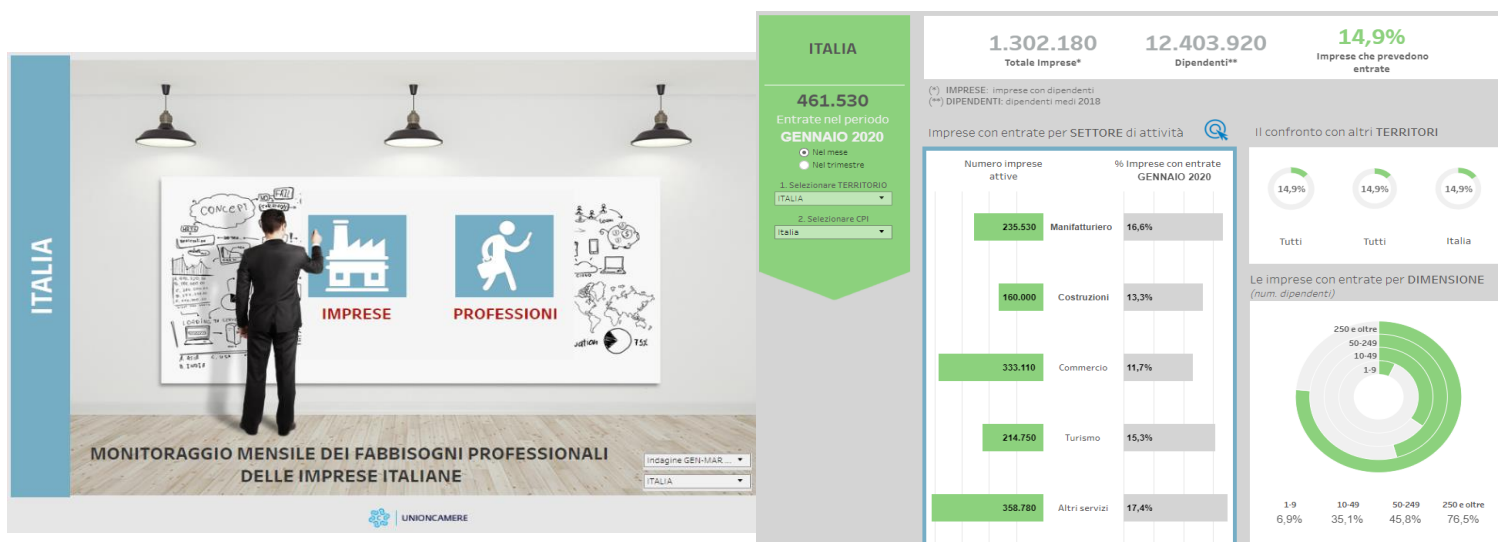 ITALIA
CONCEPT
IMPRESE
PROFESSIONI
75%
MONITORAGGIO MENSILE DEI FABBISOGNI PROFESSIONALI
DELLE IMPRESE ITALIANE
Indagine GEN-MAR...
ITALIA
UNIONCAMERE
ITALIA
461.530
Entrate nel periodo
GENNAIO 2020
Nel mese
Nel trimestre
1. Selezionare TERRITORIO
ITALIA
2. Selezionare CPI
Italia
1.302.180
Totale Imprese*
12.403.920
Dipendenti**
14,9%
Imprese che prevedono
entrate
(*) IMPRESE: imprese con dipendenti
(**) DIPENDENTI: dipendenti medi 2018
Imprese con entrate per SETTORE di attività
Numero imprese
attive
% Imprese con entrate
GENNAIO 2020
235.530 Manifatturiero 16,6%
160.000 Costruzioni 13,3%
333.110 Commercio 11,7%
214.750 Turismo 15,3%
358.780 Altri servizi 17,4%
Il confronto con altri TERRITORI
14,9% 14,9% 14,9%
Tutti Tutti Italia
Le imprese con entrate per DIMENSIONE
(num. dipendenti)
250 e oltre
50-249
10-49
1-9
1-9 10-49 50-249 250 e oltre
6,9% 35,1% 45,8% 76,5%